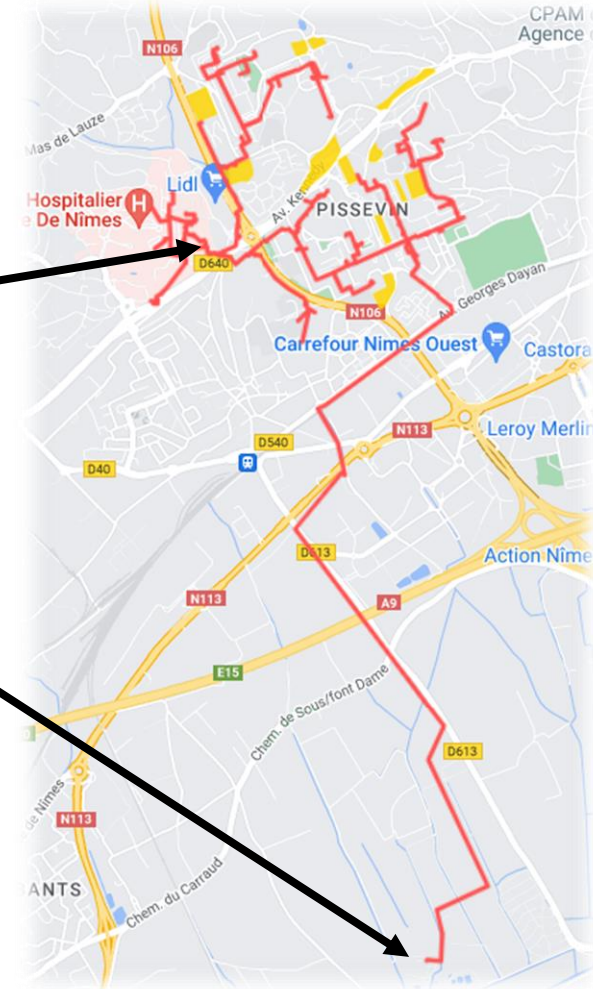 CPAM
Agence
N106
Mas de Lauze
Lidl
Hospitalier
De Nîmes
H
Av. Kennedy
PISSEVIN
D640
Av. Georges Dayan
N106
Carrefour Nimes Ouest
Castora
N113
Leroy Merlin
D540
D40
D613
Action Nîme
N113
A9
E15
Chem. de Sous/font Dame
D613
de Nimes
N113
ANTS
Chem. du Carraud